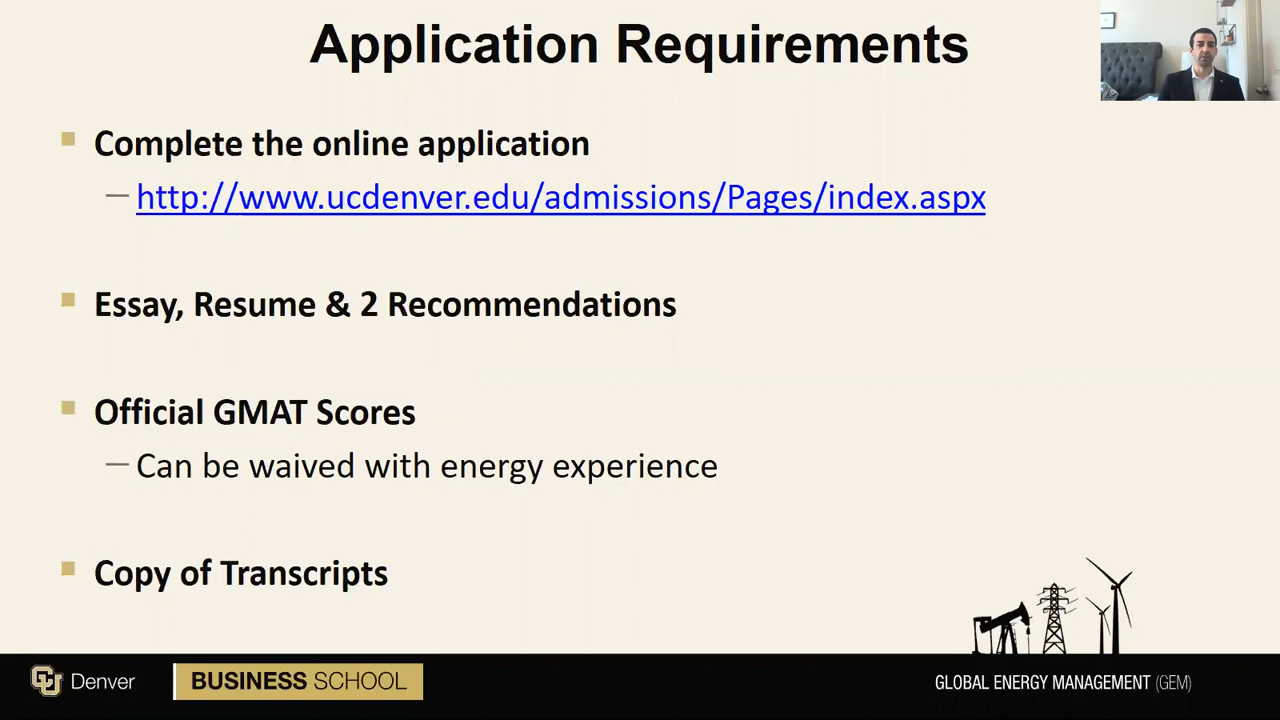 Application Requirements
Complete the online application
http://www.ucdenver.edu/admissions/Pages/index.aspx
Essay, Resume & 2 Recommendations
Official GMAT Scores
Can be waived with energy experience
Copy of Transcripts
CU Denver BUSINESS SCHOOL GLOBAL ENERGY MANAGEMENT (GEM)